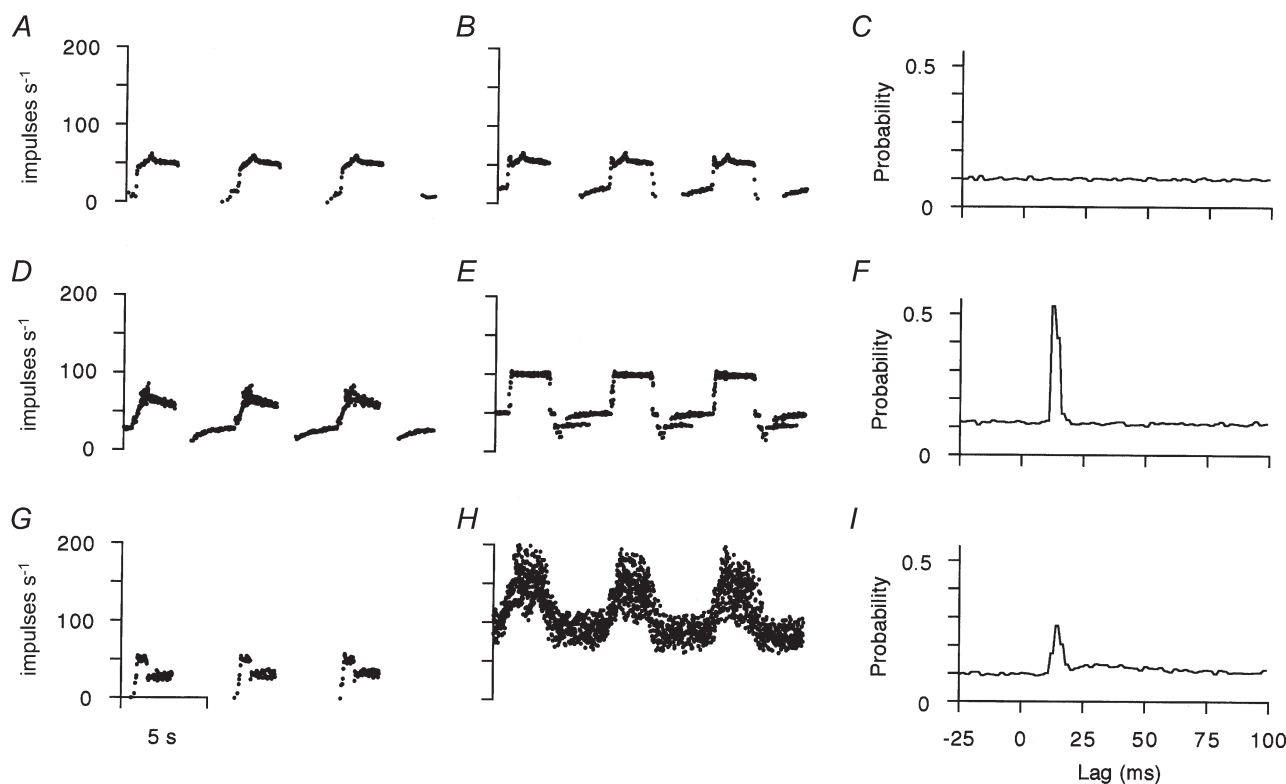 A
B
C
200
100
0
impulses s⁻¹
0.5
0
Probability
D
E
F
200
100
0
impulses s⁻¹
0.5
0
Probability
G
H
I
200
100
0
impulses s⁻¹
5 s
0.5
0
Probability
-25 0 25 50 75 100
Lag (ms)